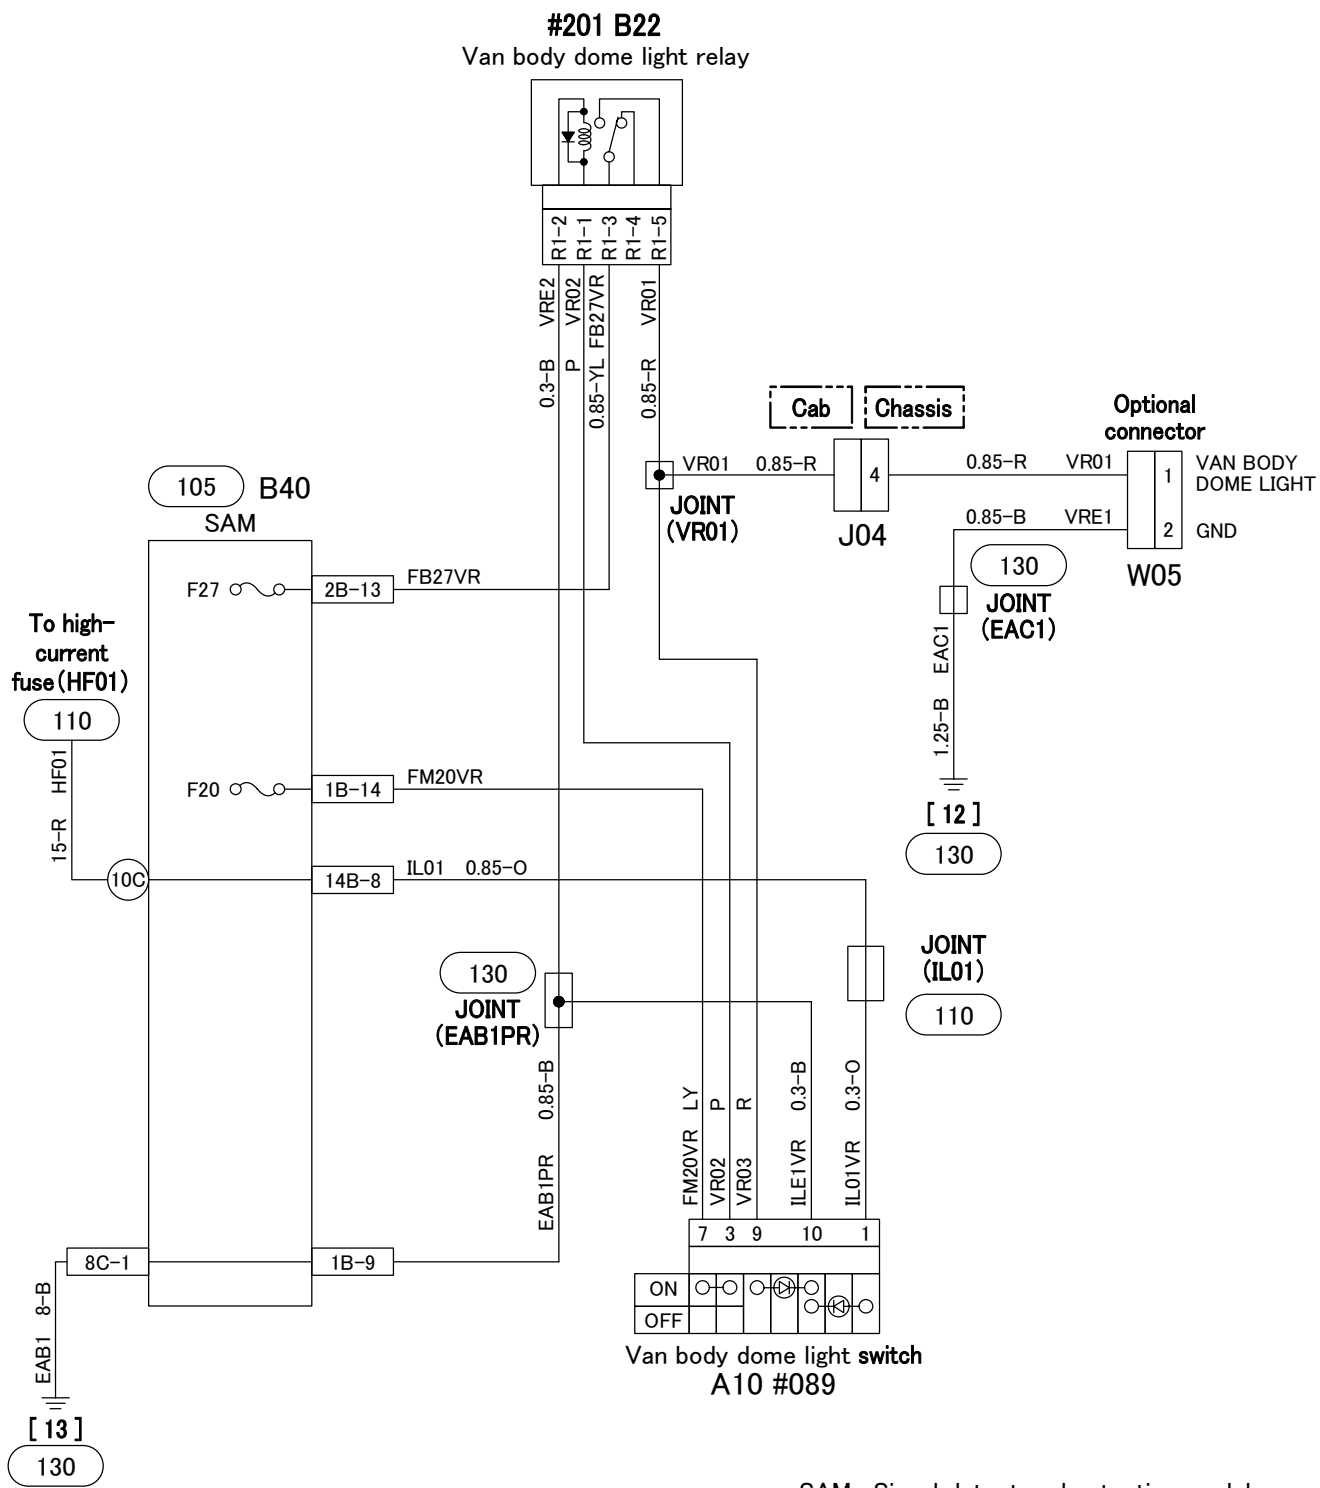 #201 B22
Van body dome light relay
R1-2
R1-1
R1-3
R1-4
R1-5
0.3-B VRE2
P VR02
0.85-YL FB27VR
0.85-R VR01
Cab
Chassis
Optional
connector
VR01 0.85-R
4
0.85-R VR01
1
VAN BODY
DOME LIGHT
JOINT
(VR01)
J04
0.85-B VRE1
2
GND
W05
130
JOINT
(EAC1)
1.25-B EAC1
[ 12 ]
130
105
B40
SAM
F27
2B-13
FB27VR
To high-
current
fuse(HF01)
110
15-R HF01
F20
1B-14
FM20VR
10C
14B-8
IL01 0.85-O
130
JOINT
(EAB1PR)
JOINT
(IL01)
110
EAB1PR 0.85-B
FM20VR LY
VR02 P
VR03 R
ILE1VR 0.3-B
IL01VR 0.3-O
8C-1
1B-9
7
3
9
10
1
ON
OFF
Van body dome light switch
A10 #089
EAB1 8-B
[ 13 ]
130